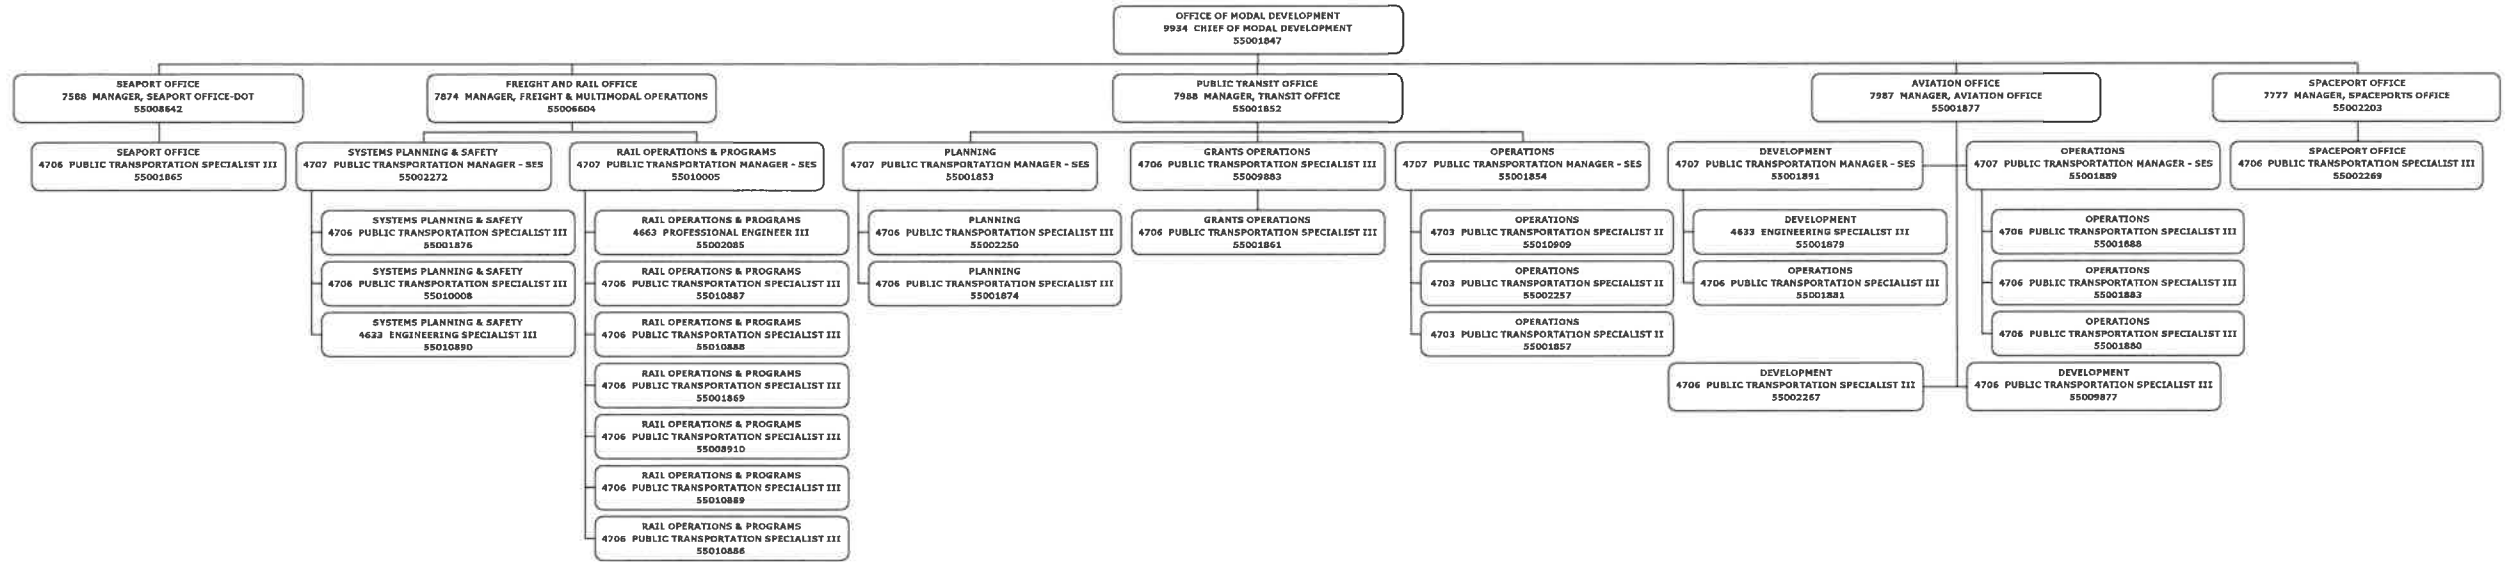 OFFICE OF MODAL DEVELOPMENT
9934 CHIEF OF MODAL DEVELOPMENT
55001847
SEAPORT OFFICE
7588 MANAGER, SEAPORT OFFICE-DOT
55008642
FREIGHT AND RAIL OFFICE
7874 MANAGER, FREIGHT & MULTIMODAL OPERATIONS
55006604
PUBLIC TRANSIT OFFICE
7988 MANAGER, TRANSIT OFFICE
55001852
AVIATION OFFICE
7987 MANAGER, AVIATION OFFICE
55001877
SPACEPORT OFFICE
7777 MANAGER, SPACEPORTS OFFICE
55002203
SEAPORT OFFICE
4706 PUBLIC TRANSPORTATION SPECIALIST III
55001865
SYSTEMS PLANNING & SAFETY
4707 PUBLIC TRANSPORTATION MANAGER - SES
55002272
RAIL OPERATIONS & PROGRAMS
4707 PUBLIC TRANSPORTATION MANAGER - SES
55010005
PLANNING
4707 PUBLIC TRANSPORTATION MANAGER - SES
55001853
GRANTS OPERATIONS
4706 PUBLIC TRANSPORTATION SPECIALIST III
55009883
OPERATIONS
4707 PUBLIC TRANSPORTATION MANAGER - SES
55001854
DEVELOPMENT
4707 PUBLIC TRANSPORTATION MANAGER - SES
55001891
OPERATIONS
4707 PUBLIC TRANSPORTATION MANAGER - SES
55001889
SPACEPORT OFFICE
4706 PUBLIC TRANSPORTATION SPECIALIST III
55002269
SYSTEMS PLANNING & SAFETY
4706 PUBLIC TRANSPORTATION SPECIALIST III
55001876
SYSTEMS PLANNING & SAFETY
4706 PUBLIC TRANSPORTATION SPECIALIST III
55010008
SYSTEMS PLANNING & SAFETY
4633 ENGINEERING SPECIALIST III
55010890
RAIL OPERATIONS & PROGRAMS
4663 PROFESSIONAL ENGINEER III
55002085
RAIL OPERATIONS & PROGRAMS
4706 PUBLIC TRANSPORTATION SPECIALIST III
55010887
RAIL OPERATIONS & PROGRAMS
4706 PUBLIC TRANSPORTATION SPECIALIST III
55010888
RAIL OPERATIONS & PROGRAMS
4706 PUBLIC TRANSPORTATION SPECIALIST III
55001869
RAIL OPERATIONS & PROGRAMS
4706 PUBLIC TRANSPORTATION SPECIALIST III
55008910
RAIL OPERATIONS & PROGRAMS
4706 PUBLIC TRANSPORTATION SPECIALIST III
55010889
RAIL OPERATIONS & PROGRAMS
4706 PUBLIC TRANSPORTATION SPECIALIST III
55010886
PLANNING
4706 PUBLIC TRANSPORTATION SPECIALIST III
55002250
PLANNING
4706 PUBLIC TRANSPORTATION SPECIALIST III
55001874
GRANTS OPERATIONS
4706 PUBLIC TRANSPORTATION SPECIALIST III
55001861
OPERATIONS
4703 PUBLIC TRANSPORTATION SPECIALIST II
55010909
OPERATIONS
4703 PUBLIC TRANSPORTATION SPECIALIST II
55002257
OPERATIONS
4703 PUBLIC TRANSPORTATION SPECIALIST II
55001857
DEVELOPMENT
4633 ENGINEERING SPECIALIST III
55001879
OPERATIONS
4706 PUBLIC TRANSPORTATION SPECIALIST III
55001881
OPERATIONS
4706 PUBLIC TRANSPORTATION SPECIALIST III
55001888
OPERATIONS
4706 PUBLIC TRANSPORTATION SPECIALIST III
55001883
OPERATIONS
4706 PUBLIC TRANSPORTATION SPECIALIST III
55001880
DEVELOPMENT
4706 PUBLIC TRANSPORTATION SPECIALIST III
55002267
DEVELOPMENT
4706 PUBLIC TRANSPORTATION SPECIALIST III
55009877